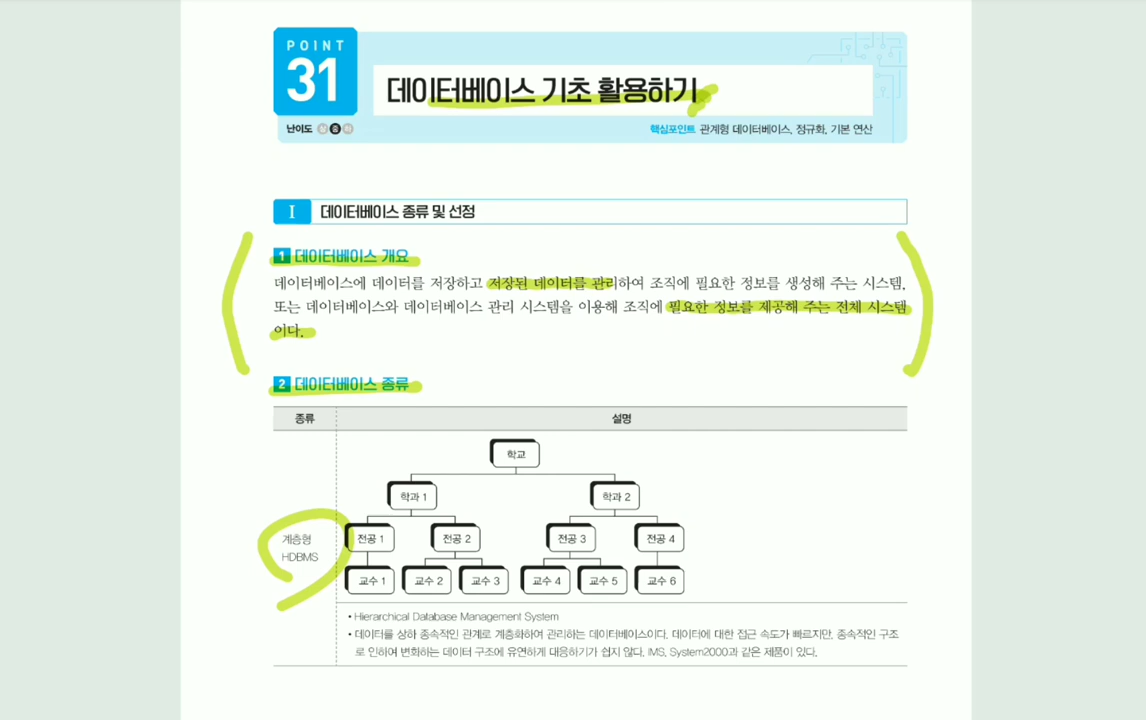 POINT
31
데이터베이스 기초 활용하기
난이도 상 중 하
핵심포인트 관계형 데이터베이스, 정규화, 기본 연산
I 데이터베이스 종류 및 선정
1 데이터베이스 개요
데이터베이스에 데이터를 저장하고 저장된 데이터를 관리하여 조직에 필요한 정보를 생성해 주는 시스템,
또는 데이터베이스와 데이터베이스 관리 시스템을 이용해 조직에 필요한 정보를 제공해 주는 전체 시스템
이다.
2 데이터베이스 종류
종류 설명
학교
학과 1 학과 2
계층형
HDBMS
전공 1 전공 2 전공 3 전공 4
교수 1 교수 2 교수 3 교수 4 교수 5 교수 6
• Hierarchical Database Management System
• 데이터를 상하 종속적인 관계로 계층화하여 관리하는 데이터베이스이다. 데이터에 대한 접근 속도가 빠르지만, 종속적인 구조
로 인하여 변화하는 데이터 구조에 유연하게 대응하기가 쉽지 않다. IMS, System2000과 같은 제품이 있다.